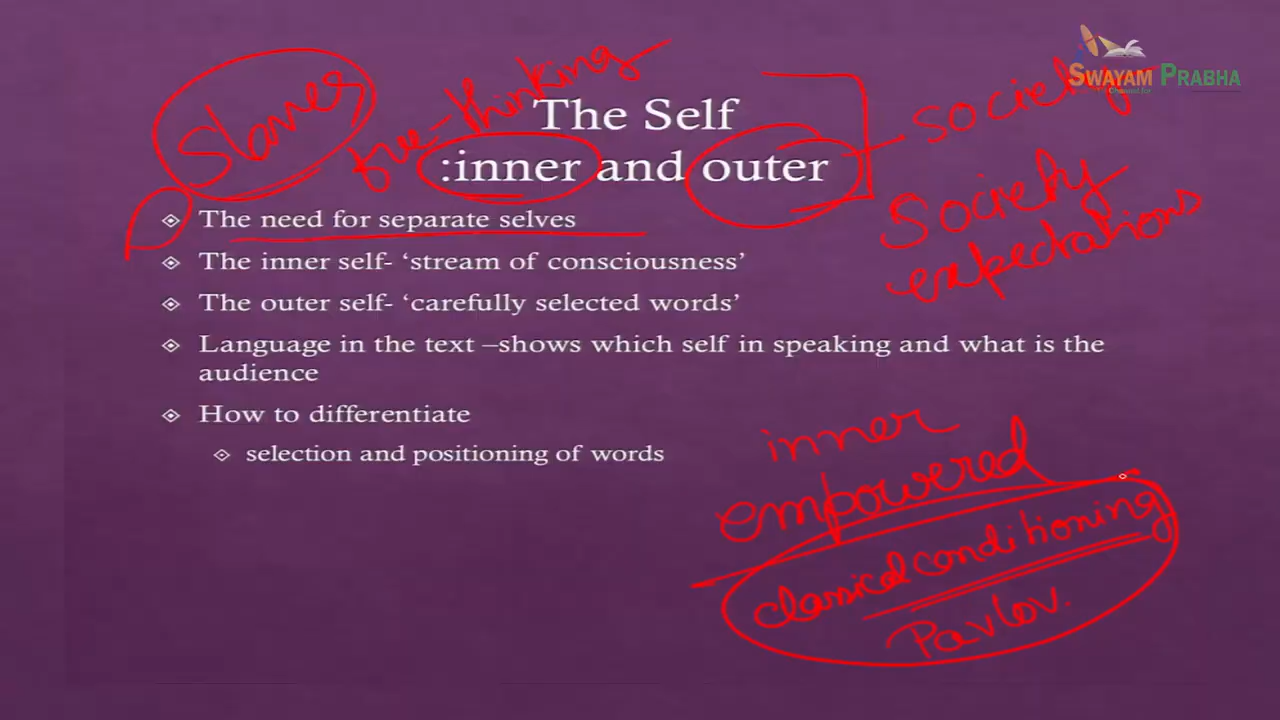 SWAYAM PRABHA
Slaves
free-thinking
society
The Self
:inner and outer
Society
expectations
The need for separate selves
The inner self- ‘stream of consciousness’
The outer self- ‘carefully selected words’
Language in the text –shows which self in speaking and what is the
audience
How to differentiate
selection and positioning of words
inner
empowered
classical conditioning
Pavlov.